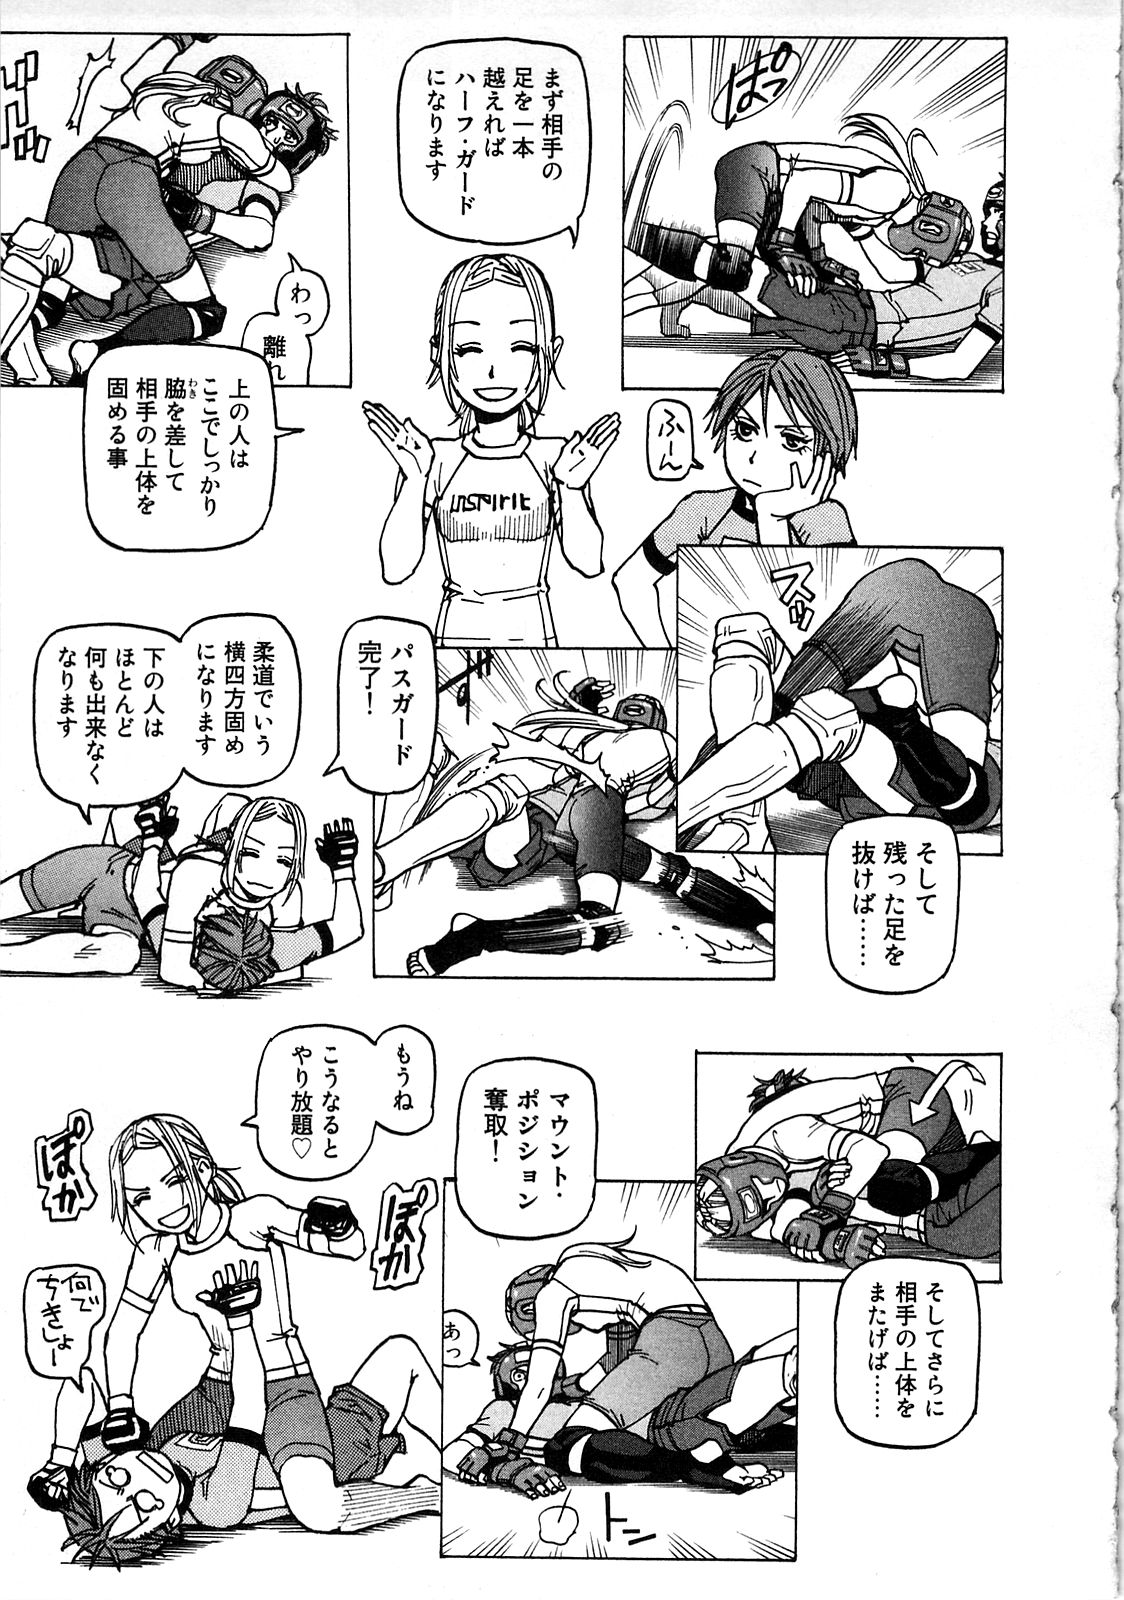 ぱっ
まず相手の
足を一本
越えれば
ハーフ・ガード
になります
ふーん
inspirit
わっ
離れ
上の人は
ここでしっかり
脇を差して
わき
相手の上体を
固める事
スッ
そして
残った足を
抜けば……
パスガード
完了！
柔道でいう
横四方固め
になります
下の人は
ほとんど
何も出来なく
なります
そしてさらに
相手の上体を
またげば……
マウント・
ポジション
奪取！
あっ
トン
もうね
こうなると
やり放題♡
ぽか
ぽか
何で
ちきしょー